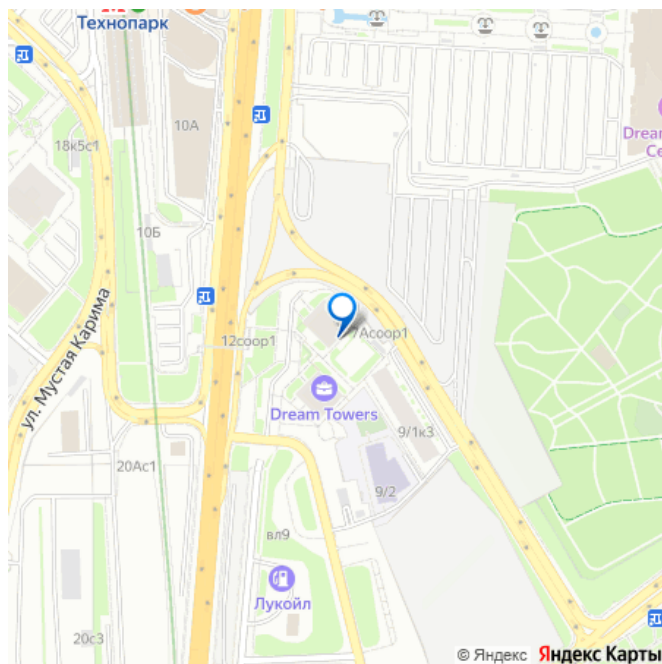 Технопарк
10А
18к5с1
10Б
Dream
Се
ул. Мустая Карима
12соор1
7Асоор1
Dream Towers
9/1к3
20Ас1
9/2
вл9
Лукойл
20с3
© Яндекс Яндекс Карты